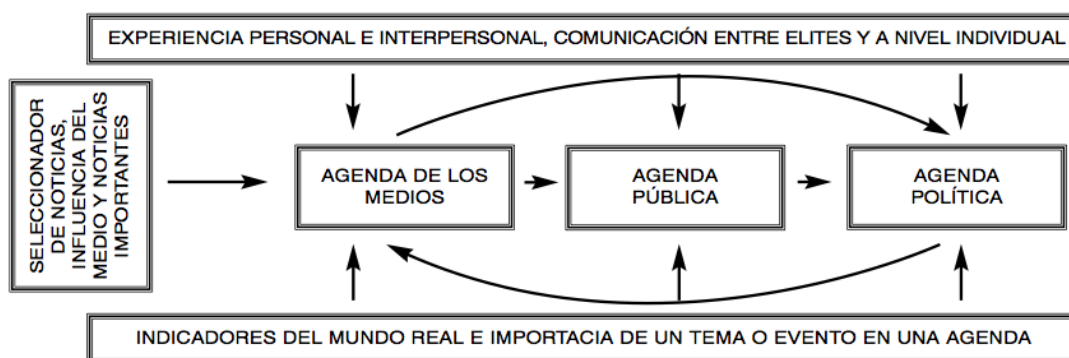 EXPERIENCIA PERSONAL E INTERPERSONAL, COMUNICACIÓN ENTRE ELITES Y A NIVEL INDIVIDUAL
SELECCIONADOR
DE NOTICIAS,
INFLUENCIA DEL
MEDIO Y NOTICIAS
IMPORTANTES
AGENDA DE LOS
MEDIOS
AGENDA
PÚBLICA
AGENDA
POLÍTICA
INDICADORES DEL MUNDO REAL E IMPORTACIA DE UN TEMA O EVENTO EN UNA AGENDA